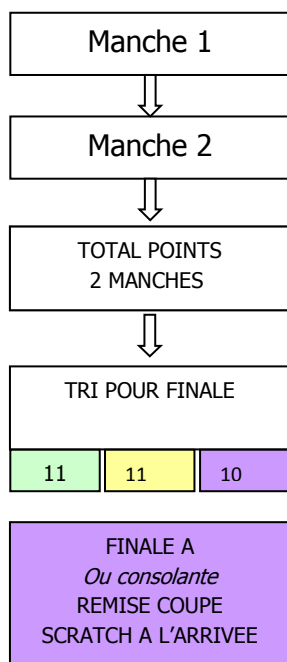 Manche 1
Manche 2
TOTAL POINTS
2 MANCHES
TRI POUR FINALE
11 11 10
FINALE A
Ou consolante
REMISE COUPE
SCRATCH A L'ARRIVEE